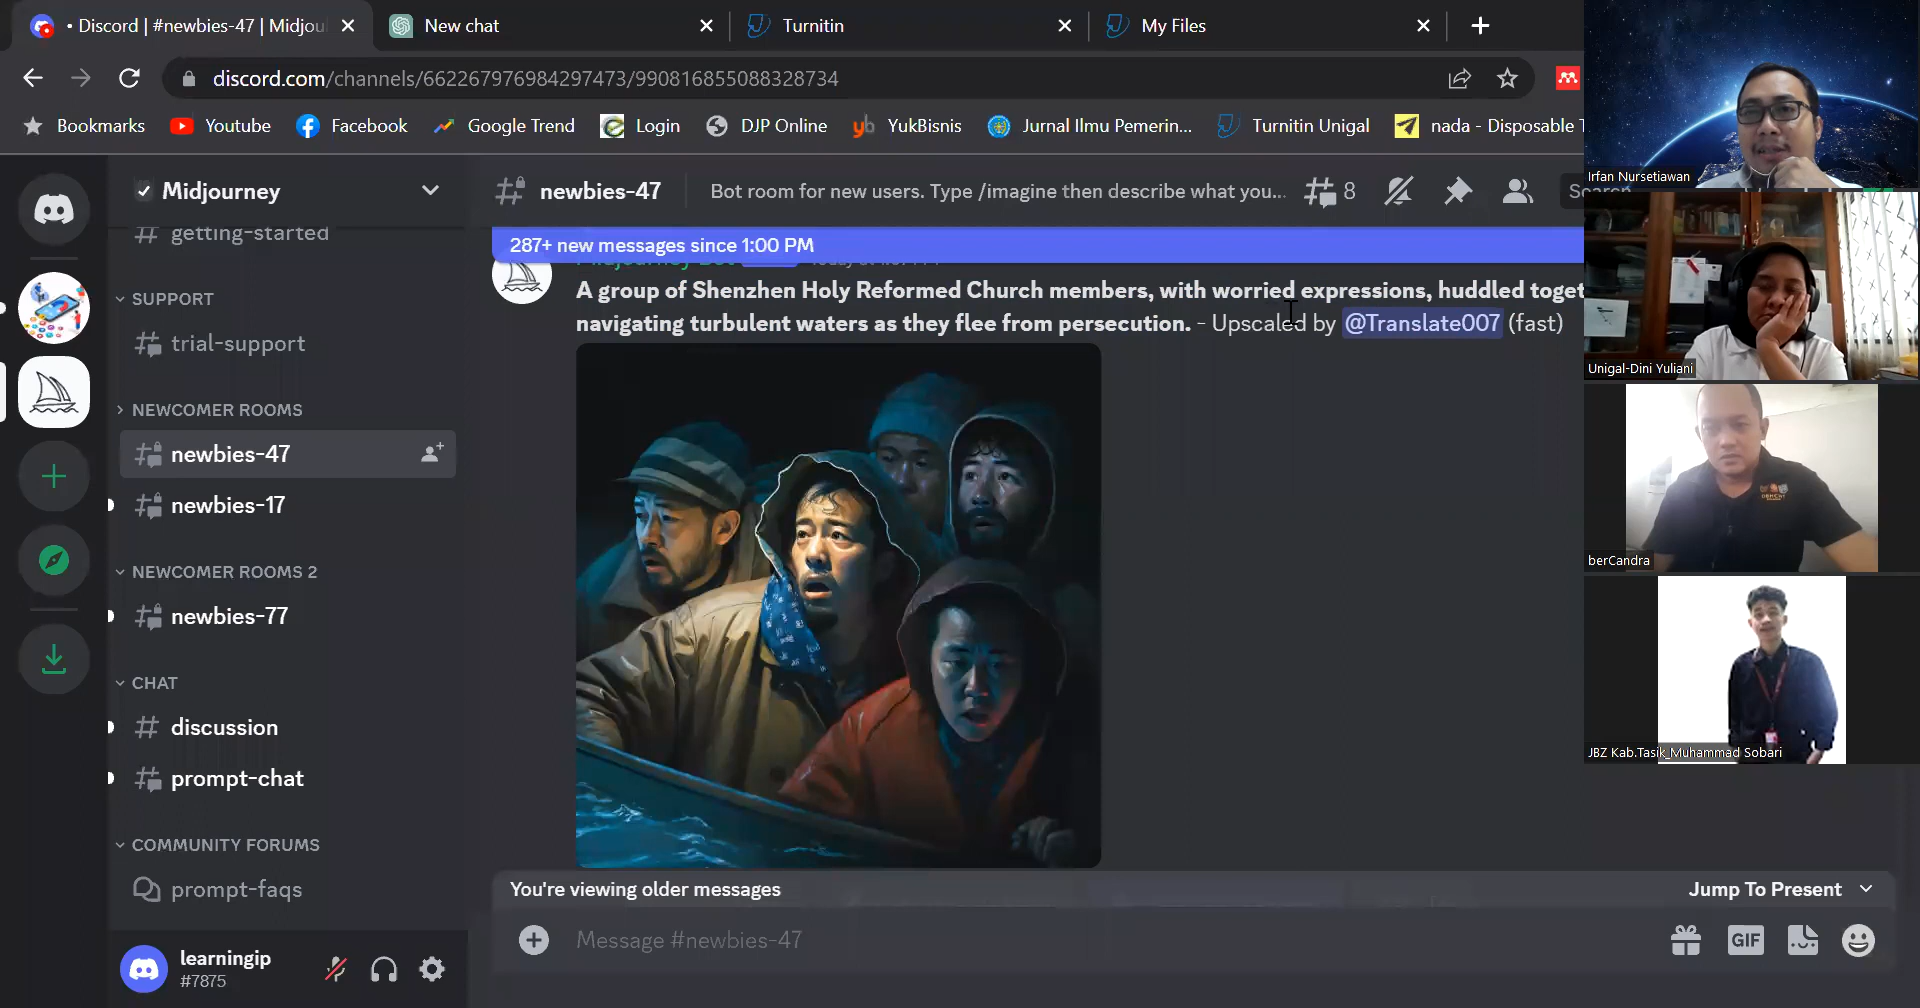 • Discord | #newbies-47 | Midjou
New chat
Turnitin
My Files
discord.com/channels/662267976984297473/990816855088328734
Bookmarks
Youtube
Facebook
Google Trend
Login
DJP Online
yb YukBisnis
Jurnal Ilmu Pemerin...
Turnitin Unigal
nada - Disposable T
Midjourney
getting-started
SUPPORT
trial-support
NEWCOMER ROOMS
newbies-47
newbies-17
NEWCOMER ROOMS 2
newbies-77
CHAT
discussion
prompt-chat
COMMUNITY FORUMS
prompt-faqs
learningip
#7875
newbies-47
Bot room for new users. Type /imagine then describe what you...
8
287+ new messages since 1:00 PM
Midjourney Bot
A group of Shenzhen Holy Reformed Church members, with worried expressions, huddled toget
navigating turbulent waters as they flee from persecution. - Upscaled by @Translate007 (fast)
You're viewing older messages
Jump To Present
Message #newbies-47
GIF
Irfan Nursetiawan
Unigal-Dini Yuliani
berCandra
JBZ Kab.Tasik_Muhammad Sobari